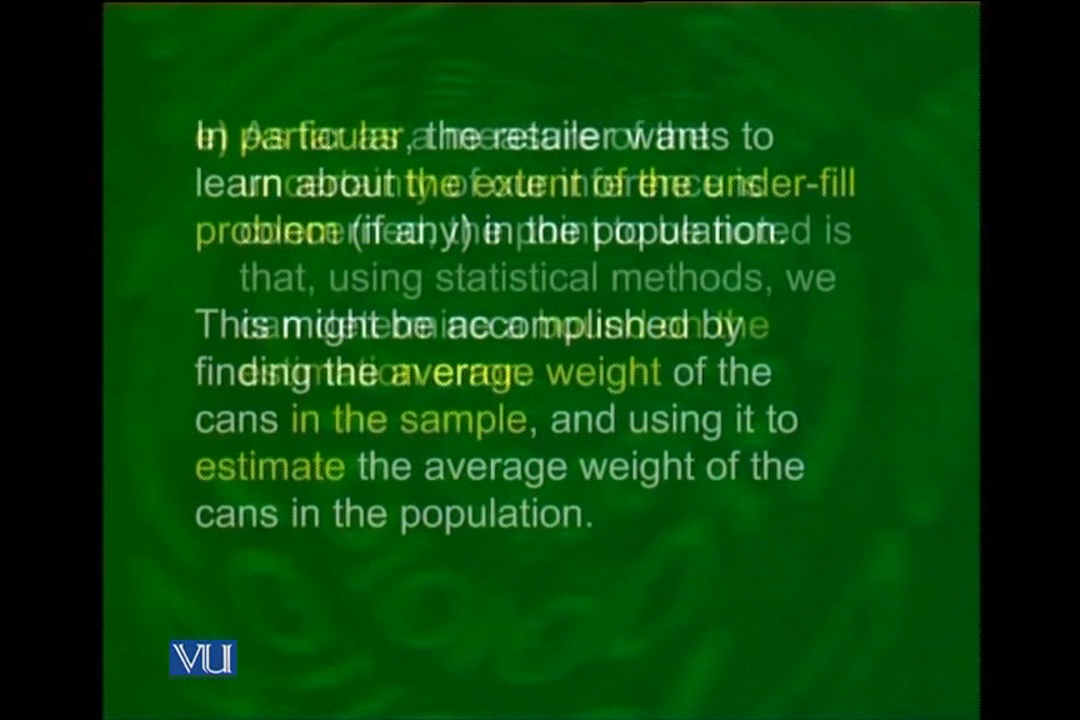 In particular, the retailer wants to
learn about the extent of the under-fill
problem (if any) in the population.
that, using statistical methods, we
This might be accomplished by
finding the average weight of the
cans in the sample, and using it to
estimate the average weight of the
cans in the population.
VU